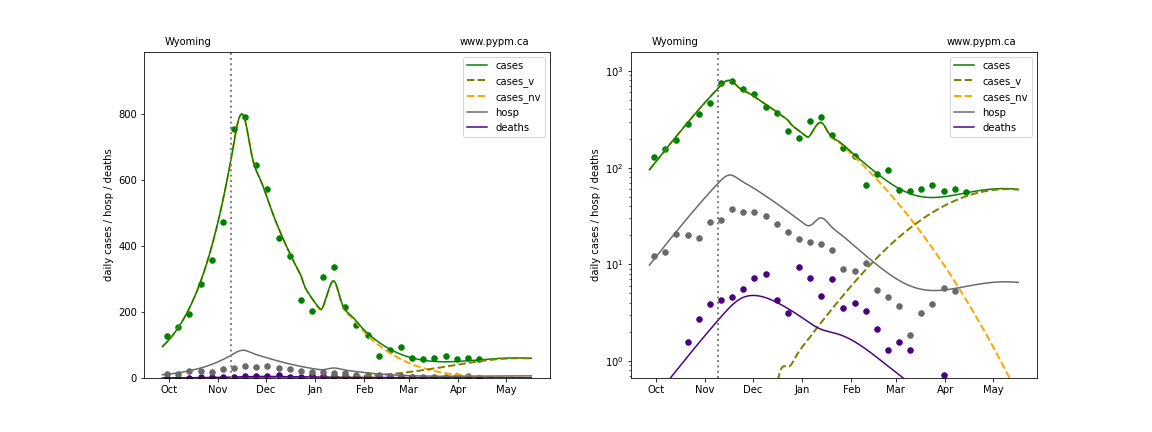 Wyoming www.pypm.ca
cases
cases_v
cases_nv
hosp
deaths
daily cases / hosp / deaths
800
600
400
200
0
Oct Nov Dec Jan Feb Mar Apr May
Wyoming www.pypm.ca
cases
cases_v
cases_nv
hosp
deaths
daily cases / hosp / deaths
10³
10²
10¹
10⁰
Oct Nov Dec Jan Feb Mar Apr May